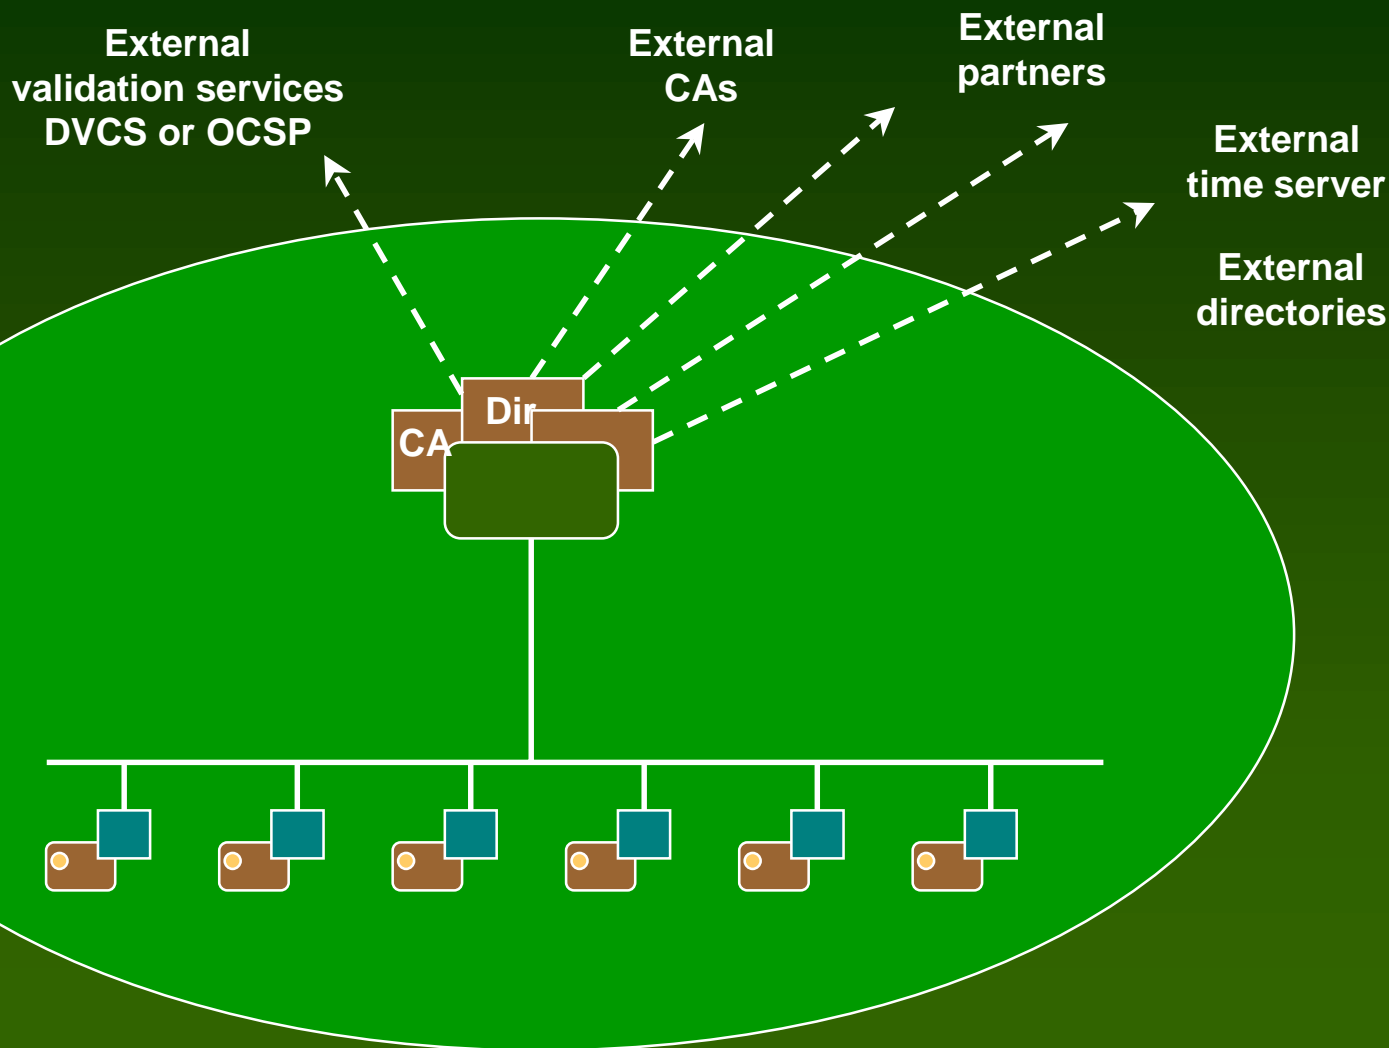 External
validation services
DVCS or OCSP
External
CAs
External
partners
External
time server
External
directories
Dir
CA